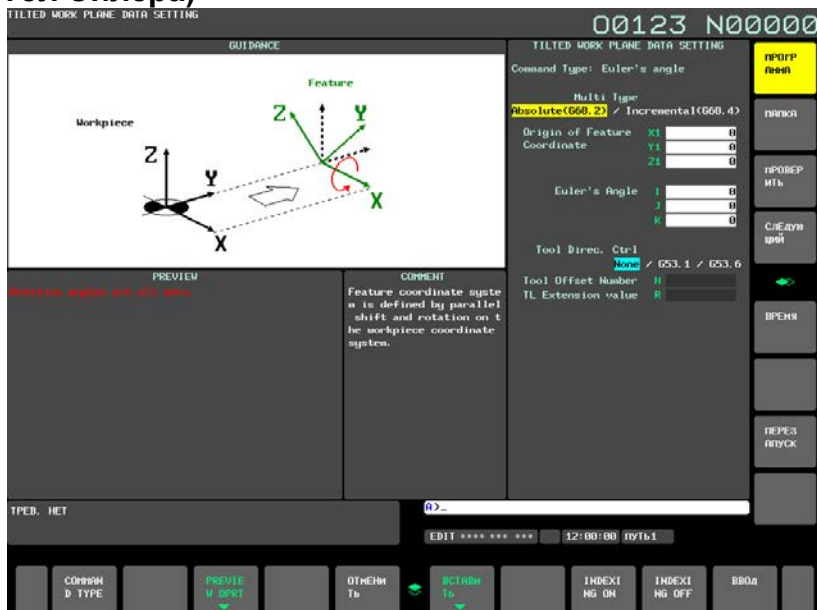 TILTED WORK PLANE DATA SETTING
O0123 N00000
GUIDANCE
Feature
Workpiece
Z
Y
X
Z
Y
X
TILTED WORK PLANE DATA SETTING
Command Type: Euler's angle
Multi Type
Absolute(G68.2) / Incremental(G68.4)
Origin of Feature X1 0
Coordinate Y1 0
Z1 0
Euler's Angle I 0
J 0
K 0
Tool Direc. Ctrl
None / G53.1 / G53.6
Tool Offset Number H
TL Extension value R
PREVIEW
COMMENT
Feature coordinate syste
m is defined by parallel
shift and rotation on t
he workpiece coordinate
system.
ПРОГР
АММА
ПАПКА
ПРОВЕР
ИТЬ
СлЕдУЮ
щИй
ВРЕМЯ
ПЕРЕЗ
АПУСК
ТРЕВ. НЕТ
A>_
EDIT **** *** *** 12:00:00 ПУТЬ1
COMMAN
D TYPE
PREVIE
W OPRT
ОТМЕНИ
ТЬ
ВСТАВИ
ТЬ
INDEXI
NG ON
INDEXI
NG OFF
ВВОД